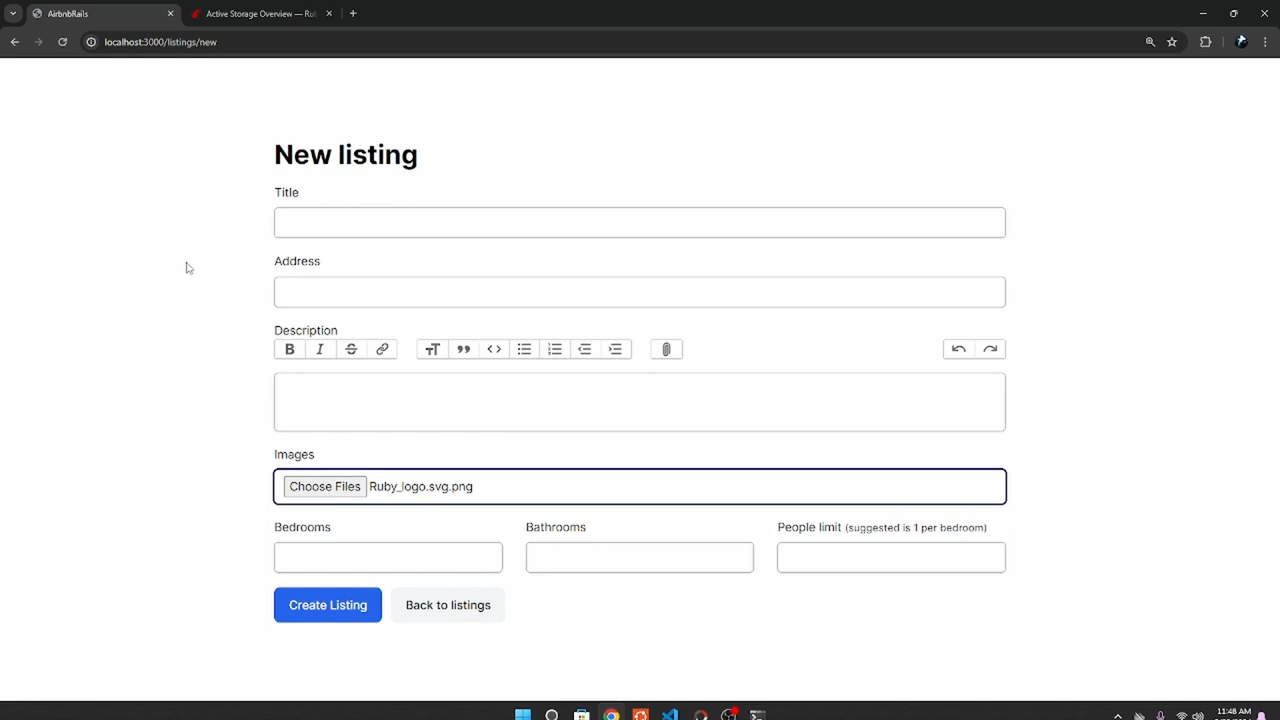 AirbnbRails
Active Storage Overview — Ru
localhost:3000/listings/new
New listing
Title
Address
Description
B I S
Images
Choose Files Ruby_logo.svg.png
Bedrooms Bathrooms People limit (suggested is 1 per bedroom)
Create Listing Back to listings
11:48 AM